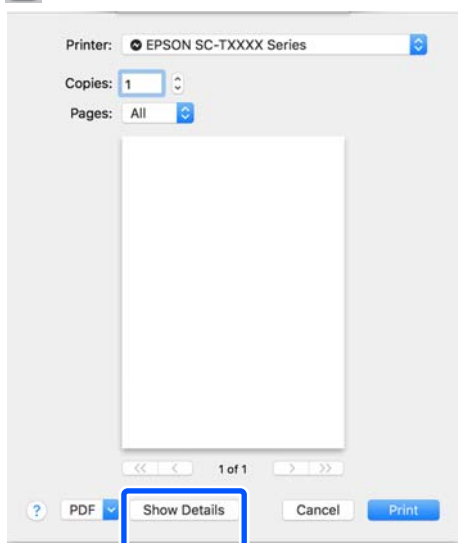 Printer: EPSON SC-TXXXX Series
Copies: 1
Pages: All
<< < 1 of 1 > >>
? PDF Show Details Cancel Print